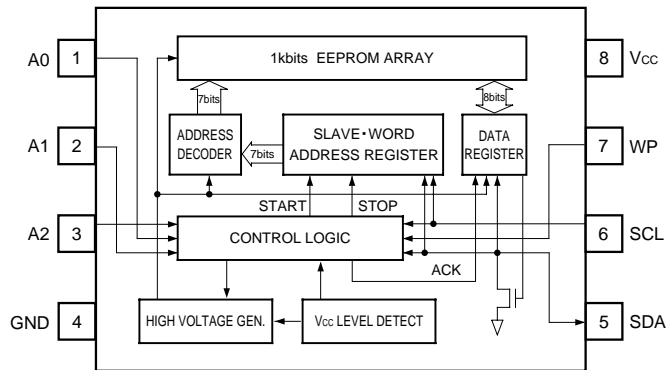 A0 1
1kbits EEPROM ARRAY
8 Vcc
7bits
8bits
A1 2
ADDRESS
DECODER
7bits
SLAVE・WORD
ADDRESS REGISTER
DATA
REGISTER
7 WP
START
STOP
A2 3
CONTROL LOGIC
6 SCL
ACK
GND 4
HIGH VOLTAGE GEN.
Vcc LEVEL DETECT
5 SDA